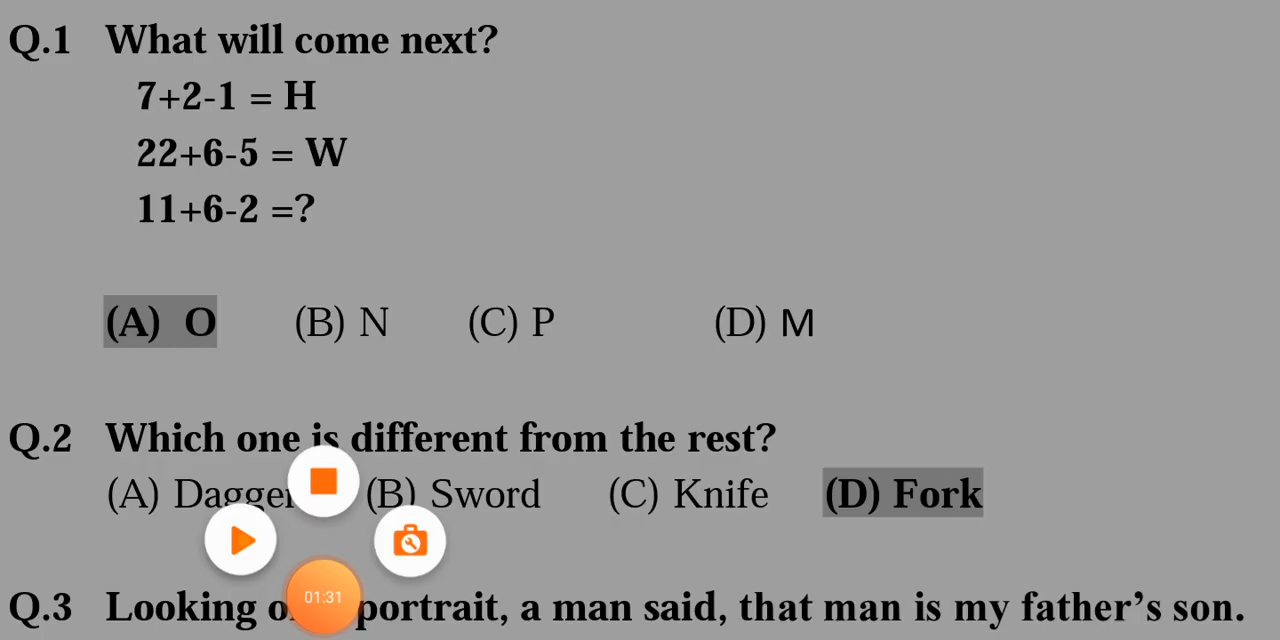 Q.1 What will come next?
7+2-1 = H
22+6-5 = W
11+6-2 =?
(A) O (B) N (C) P (D) M
Q.2 Which one is different from the rest?
(A) (B) Sword (C) Knife (D) Fork
01:31
Q.3 Looking portrait, a man said, that man is my father’s son.